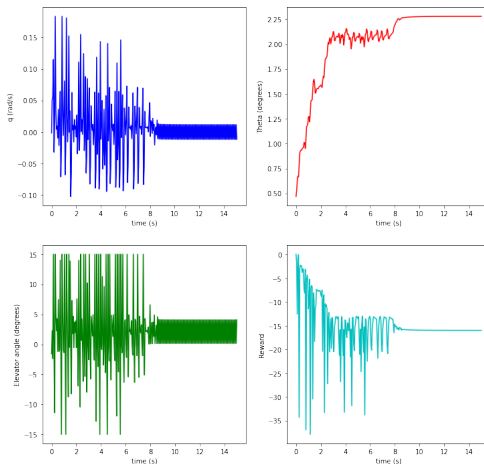 q (rad/s)
0.15
0.10
0.05
0.00
−0.05
−0.10
0 2 4 6 8 10 12 14
time (s)
Theta (degrees)
2.25
2.00
1.75
1.50
1.25
1.00
0.75
0.50
0 2 4 6 8 10 12 14
time (s)
Elevator angle (degrees)
15
10
5
0
−5
−10
−15
0 2 4 6 8 10 12 14
time (s)
Reward
0
−5
−10
−15
−20
−25
−30
−35
0 2 4 6 8 10 12 14
time (s)